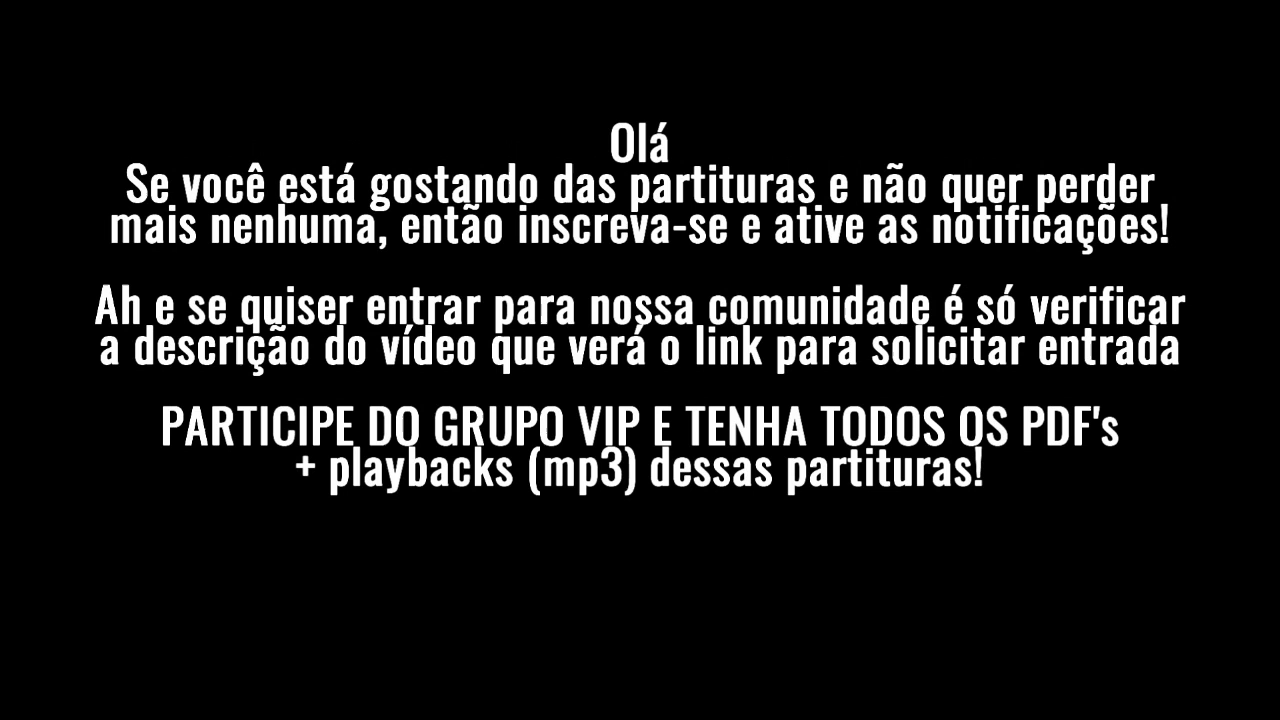 Olá
Se você está gostando das partituras e não quer perder
mais nenhuma, então inscreva-se e ative as notificações!
Ah e se quiser entrar para nossa comunidade é só verificar
a descrição do vídeo que verá o link para solicitar entrada
PARTICIPE DO GRUPO VIP E TENHA TODOS OS PDF's
+ playbacks (mp3) dessas partituras!